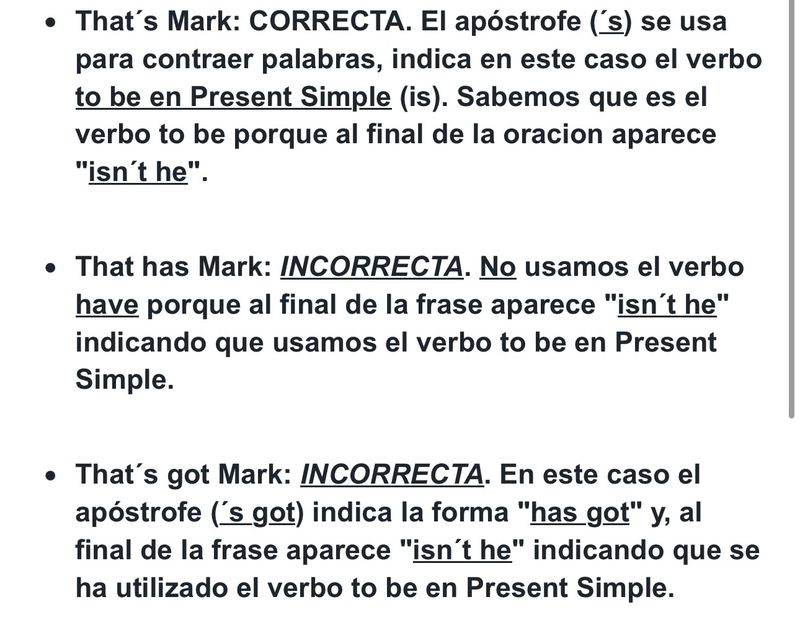 • That´s Mark: CORRECTA. El apóstrofe (´s) se usa
para contraer palabras, indica en este caso el verbo
to be en Present Simple (is). Sabemos que es el
verbo to be porque al final de la oracion aparece
"isn´t he".
• That has Mark: INCORRECTA. No usamos el verbo
have porque al final de la frase aparece "isn´t he"
indicando que usamos el verbo to be en Present
Simple.
• That´s got Mark: INCORRECTA. En este caso el
apóstrofe (´s got) indica la forma "has got" y, al
final de la frase aparece "isn´t he" indicando que se
ha utilizado el verbo to be en Present Simple.